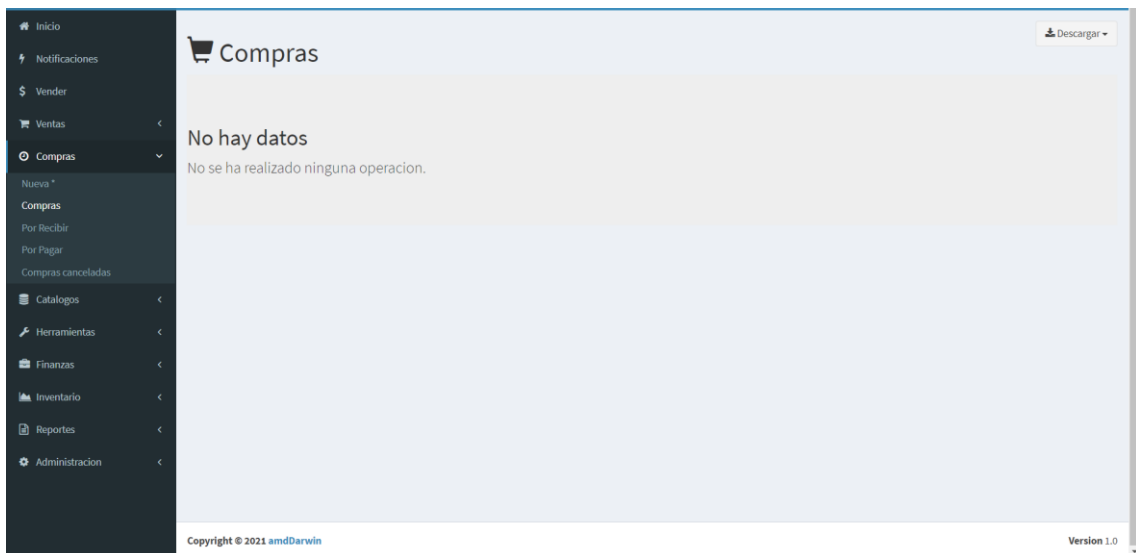 Inicio
Notificaciones
Vender
Ventas
Compras
Nueva *
Compras
Por Recibir
Por Pagar
Compras canceladas
Catalogos
Herramientas
Finanzas
Inventario
Reportes
Administracion
Descargar
Compras
No hay datos
No se ha realizado ninguna operacion.
Copyright © 2021 amdDarwin
Version 1.0